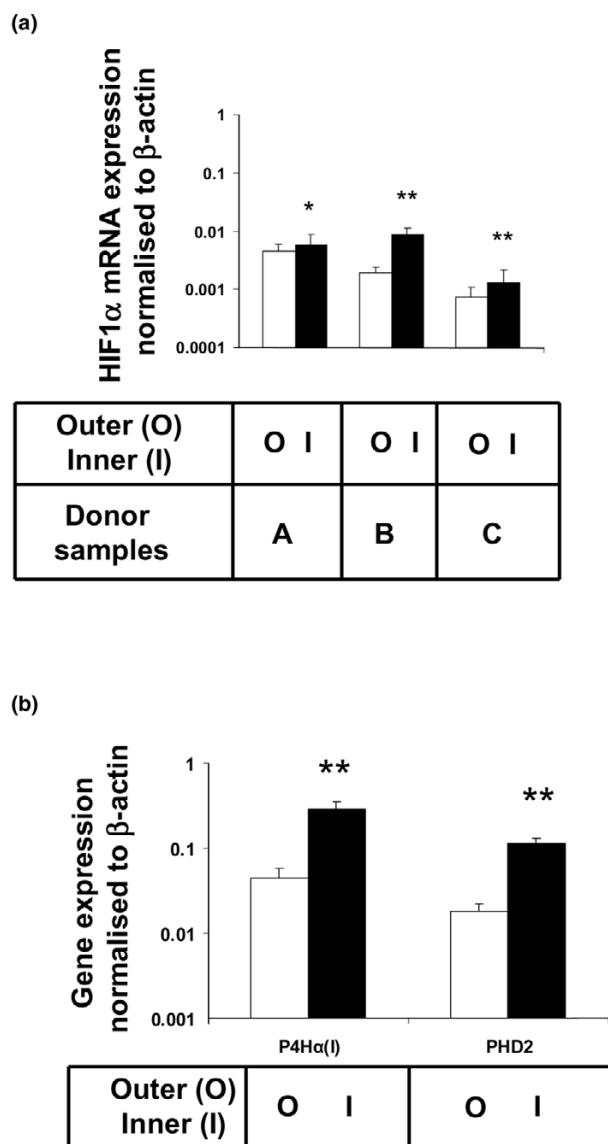 (a)
HIF1α mRNA expression
normalised to β-actin
1
0.1
0.01
0.001
0.0001
* ** **
Outer (O)
Inner (I)
O I O I O I
Donor
samples
A B C
(b)
Gene expression
normalised to β-actin
1
0.1
0.01
0.001
** **
P4Hα(I) PHD2
Outer (O)
Inner (I)
O I O I